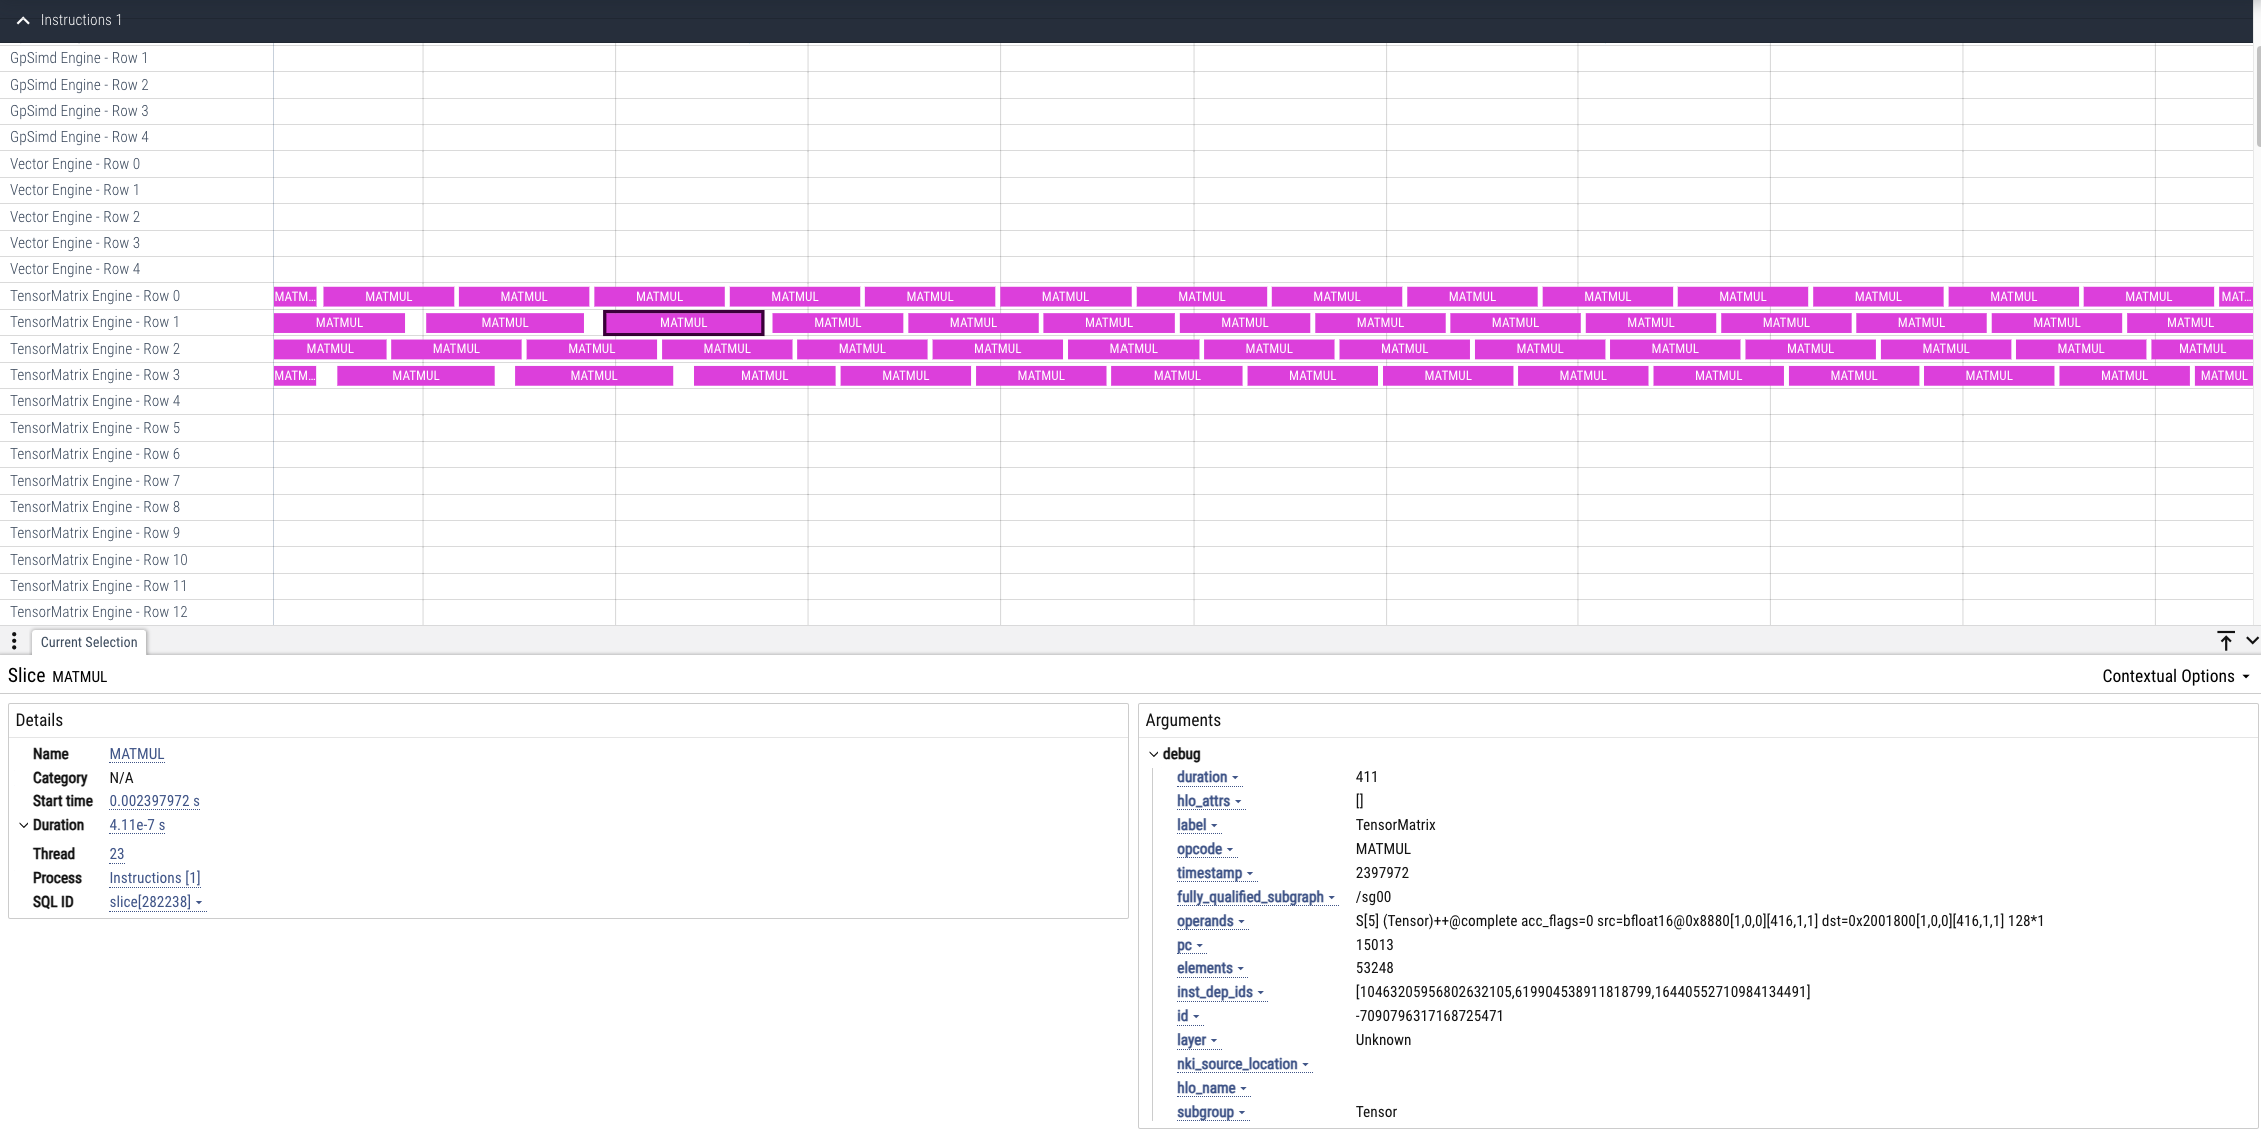 Instructions 1
GpSimd Engine - Row 1
GpSimd Engine - Row 2
GpSimd Engine - Row 3
GpSimd Engine - Row 4
Vector Engine - Row 0
Vector Engine - Row 1
Vector Engine - Row 2
Vector Engine - Row 3
Vector Engine - Row 4
TensorMatrix Engine - Row 0 MATM... MATMUL MATMUL MATMUL MATMUL MATMUL MATMUL MATMUL MATMUL MATMUL MATMUL MATMUL MATMUL MATMUL MATMUL MAT...
TensorMatrix Engine - Row 1 MATMUL MATMUL MATMUL MATMUL MATMUL MATMUL MATMUL MATMUL MATMUL MATMUL MATMUL MATMUL MATMUL MATMUL
TensorMatrix Engine - Row 2 MATMUL MATMUL MATMUL MATMUL MATMUL MATMUL MATMUL MATMUL MATMUL MATMUL MATMUL MATMUL MATMUL MATMUL MATMUL
TensorMatrix Engine - Row 3 MATM... MATMUL MATMUL MATMUL MATMUL MATMUL MATMUL MATMUL MATMUL MATMUL MATMUL MATMUL MATMUL MATMUL MATMUL
TensorMatrix Engine - Row 4
TensorMatrix Engine - Row 5
TensorMatrix Engine - Row 6
TensorMatrix Engine - Row 7
TensorMatrix Engine - Row 8
TensorMatrix Engine - Row 9
TensorMatrix Engine - Row 10
TensorMatrix Engine - Row 11
TensorMatrix Engine - Row 12
Current Selection
Slice MATMUL
Contextual Options
Details
Name MATMUL
Category N/A
Start time 0.002397972 s
Duration 4.11e-7 s
Thread 23
Process Instructions [1]
SQL ID slice[282238]
Arguments
debug
duration 411
hlo_attrs []
label TensorMatrix
opcode MATMUL
timestamp 2397972
fully_qualified_subgraph /sg00
operands S[5] (Tensor)++@complete acc_flags=0 src=bfloat16@0x8880[1,0,0][416,1,1] dst=0x2001800[1,0,0][416,1,1] 128*1
pc 15013
elements 53248
inst_dep_ids [10463205956802632105,619904538911818799,16440552710984134491]
id -7090796317168725471
layer Unknown
nki_source_location
hlo_name
subgroup Tensor